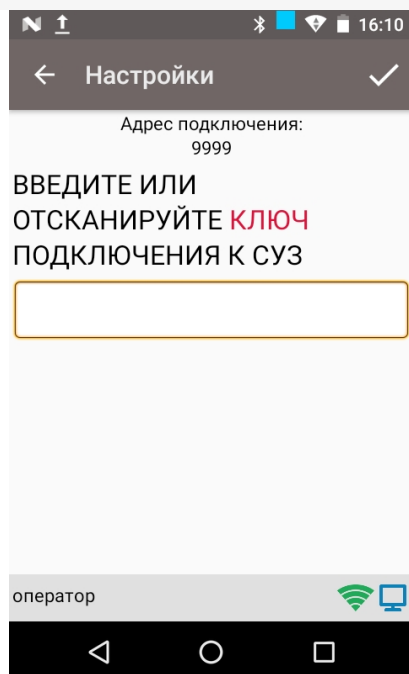 16:10
Настройки
Адрес подключения:
9999
ВВЕДИТЕ ИЛИ
ОТСКАНИРУЙТЕ КЛЮЧ
ПОДКЛЮЧЕНИЯ К СУЗ
оператор